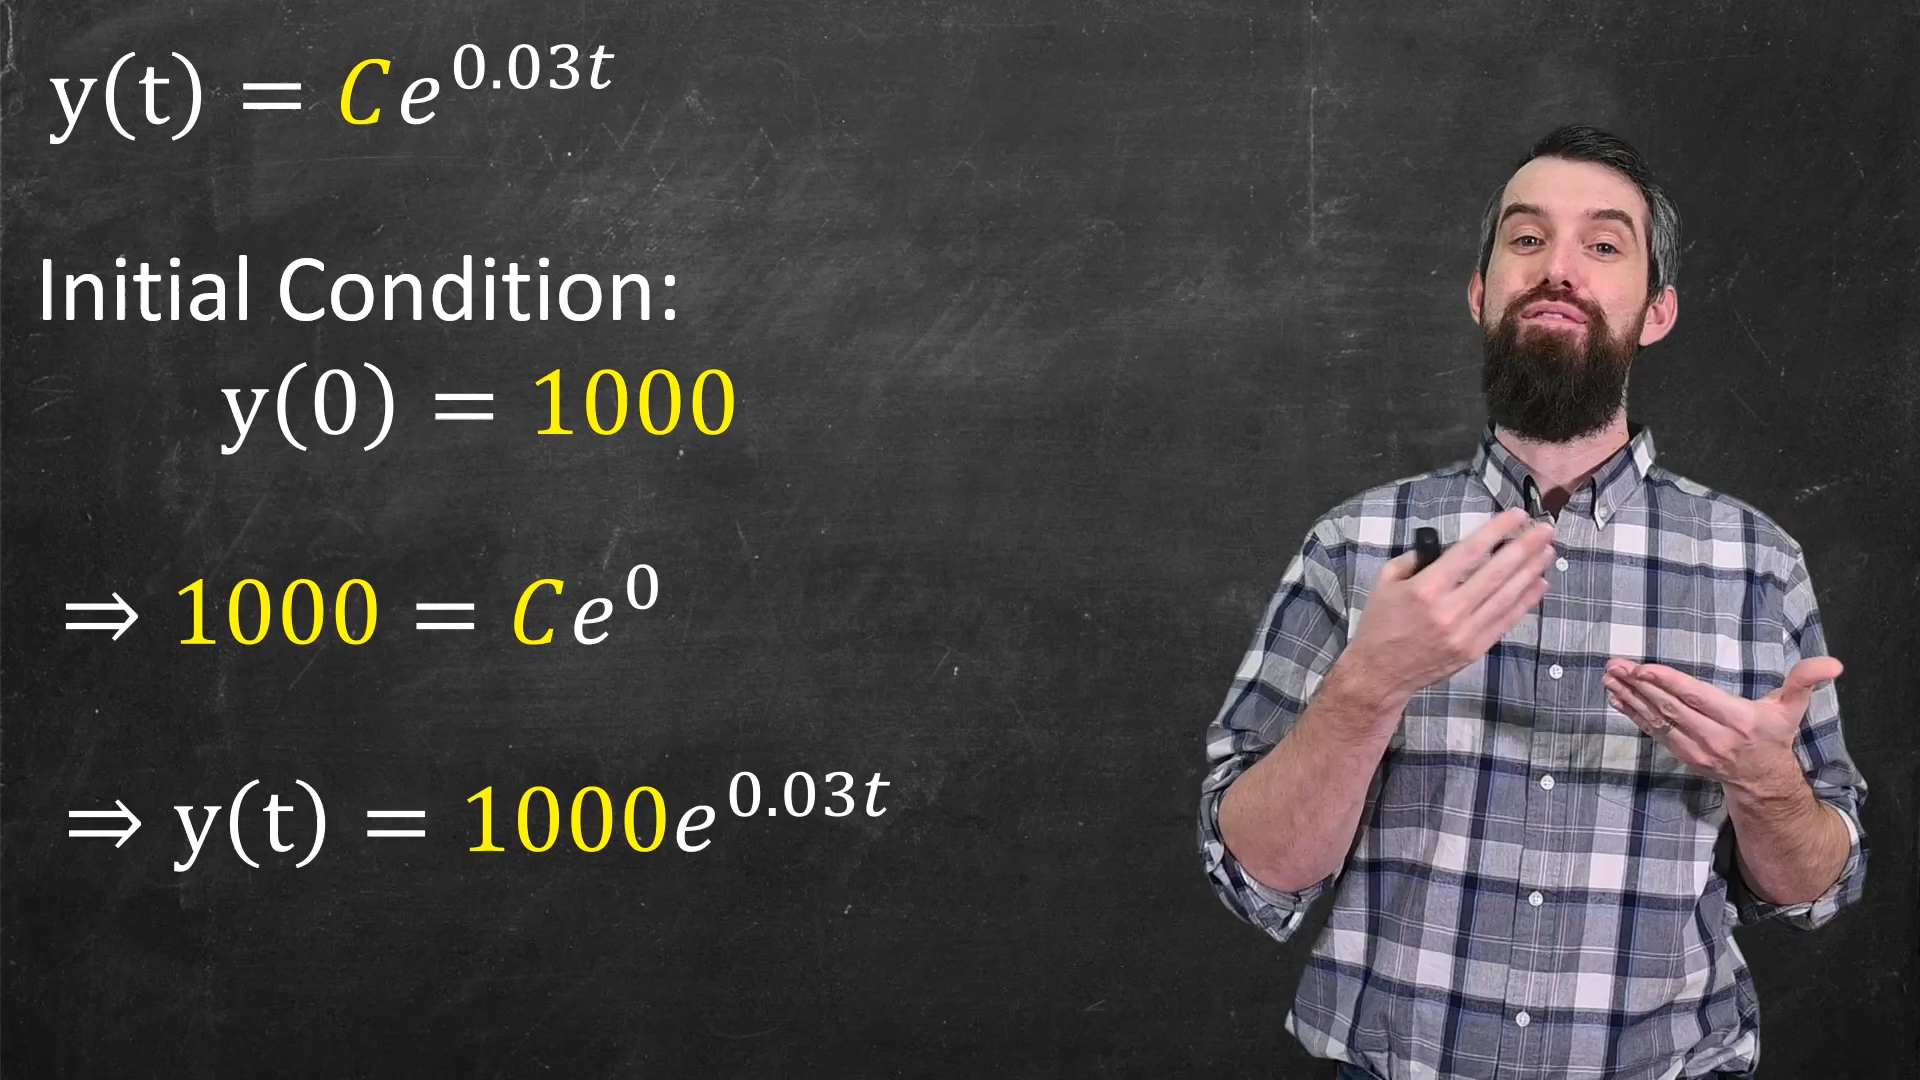 y(t) = Ce^0.03t
Initial Condition:
y(0) = 1000
⇒ 1000 = Ce^0
⇒ y(t) = 1000e^0.03t